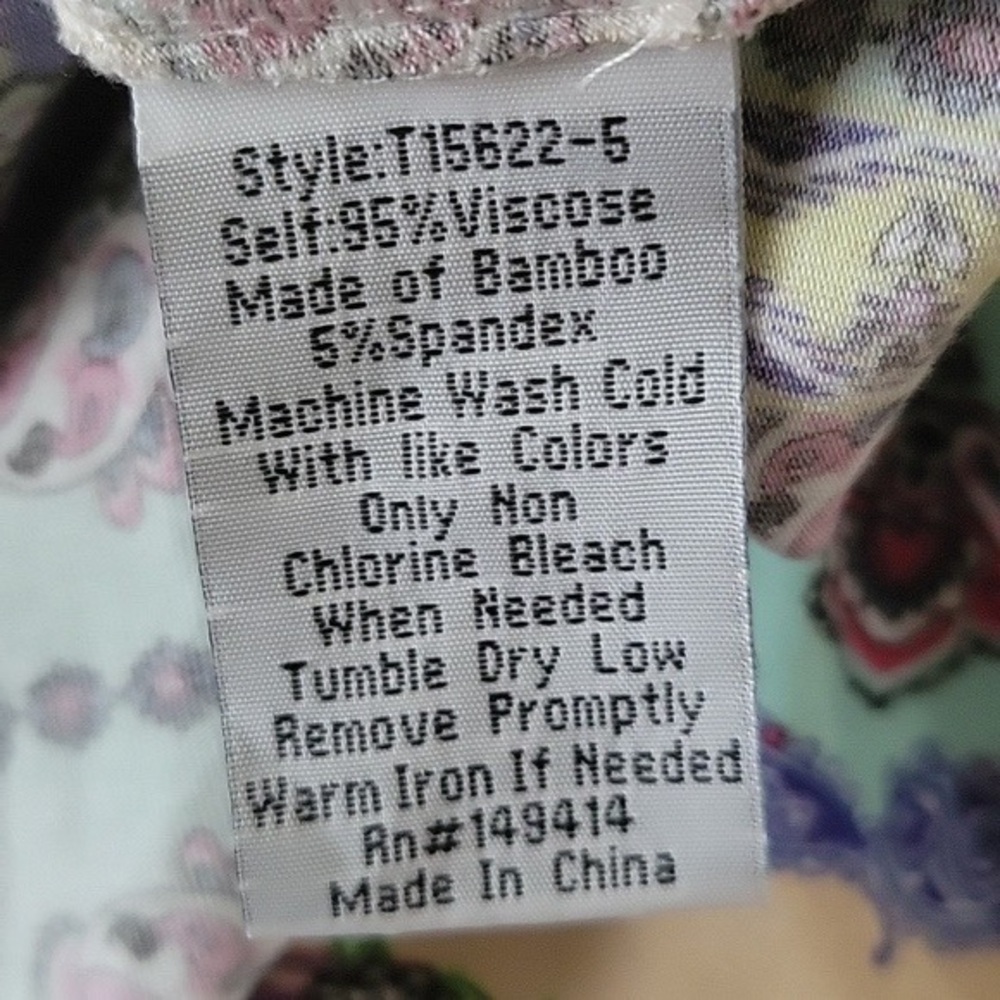 Style:T15622-5
Self:95%Viscose
Made of Bamboo
5%Spandex
Machine Wash Cold
With like Colors
Only Non
Chlorine Bleach
When Needed
Tumble Dry Low
Remove Promptly
Warm Iron If Needed
Rn#149414
Made In China